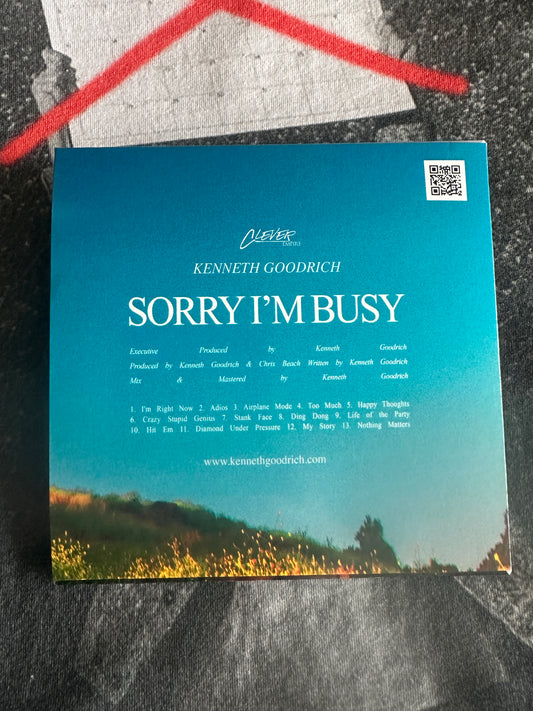 CLEVER
EMPIRE
KENNETH GOODRICH
SORRY I'M BUSY
Executive Produced by Kenneth Goodrich
Produced by Kenneth Goodrich & Chris Beach Written by Kenneth Goodrich
Mix & Mastered by Kenneth Goodrich
1. I'm Right Now 2. Adios 3. Airplane Mode 4. Too Much 5. Happy Thoughts
6. Crazy Stupid Genius 7. Stank Face 8. Ding Dong 9. Life of the Party
10. Hit Em 11. Diamond Under Pressure 12. My Story 13. Nothing Matters
www.kennethgoodrich.com